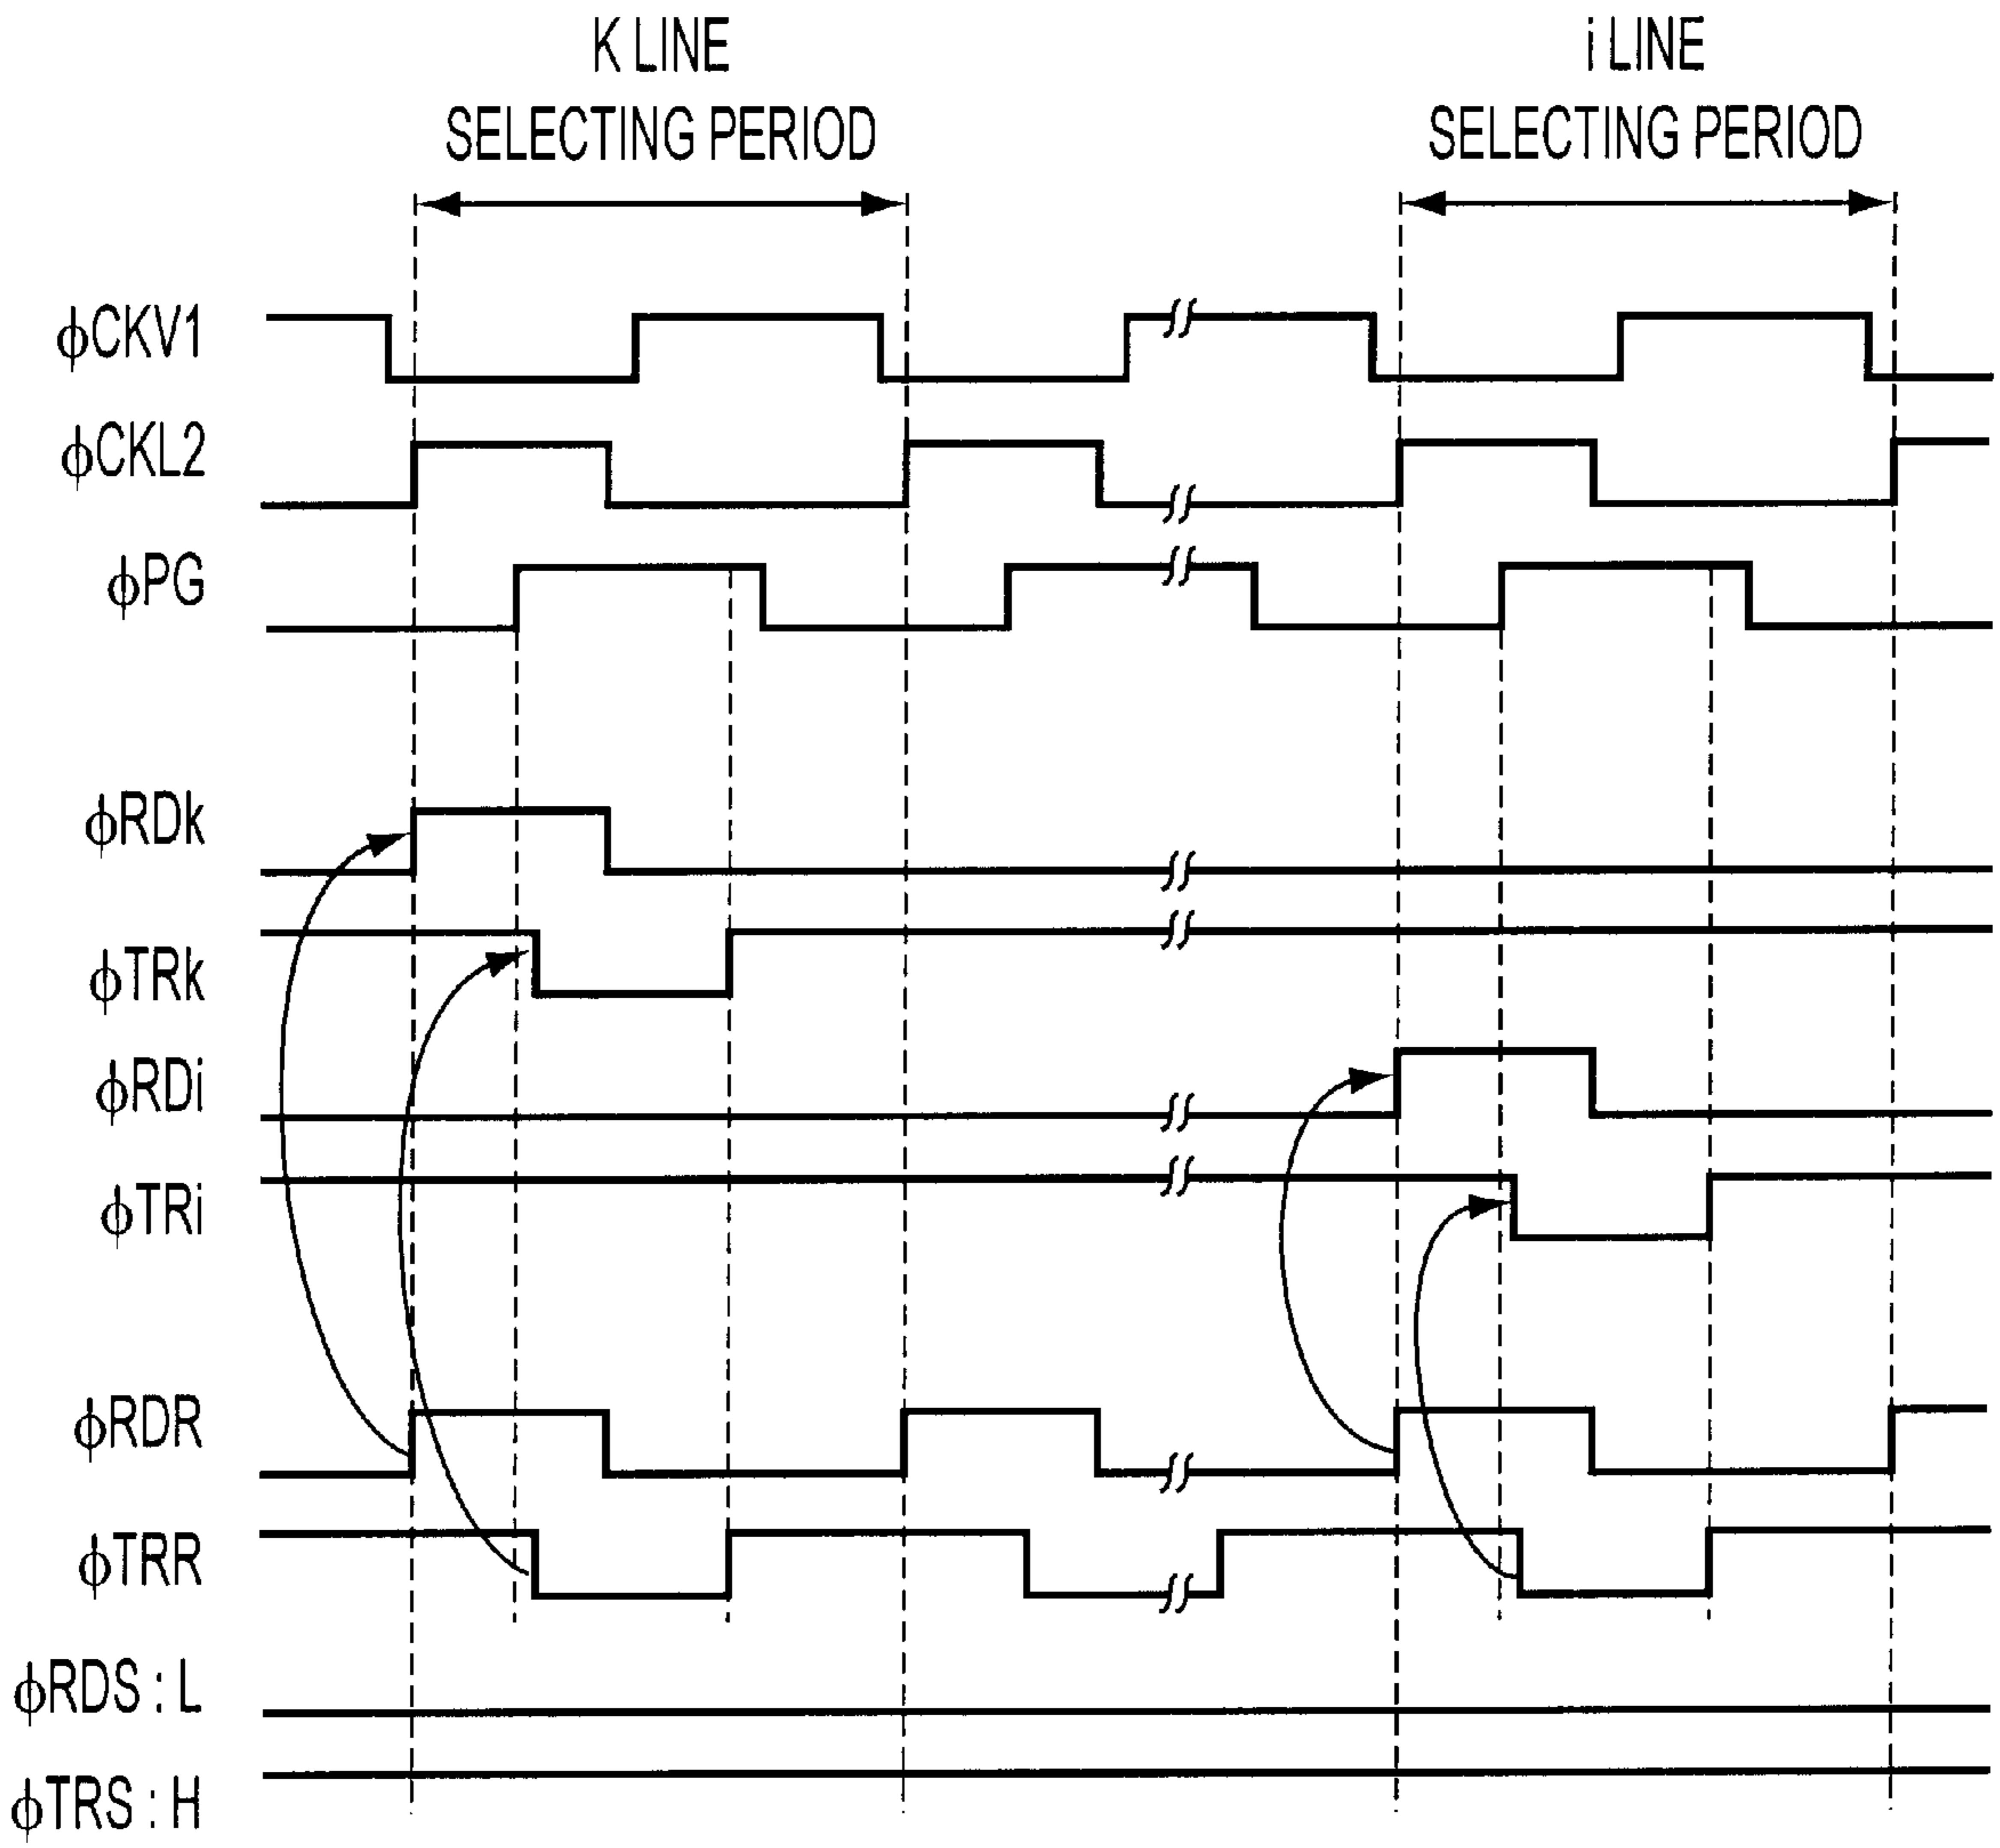 K LINE
SELECTING PERIOD
i LINE
SELECTING PERIOD
ϕCKV1
ϕCKL2
ϕPG
ϕRDk
ϕTRk
ϕRDi
ϕTRi
ϕRDR
ϕTRR
ϕRDS : L
ϕTRS : H